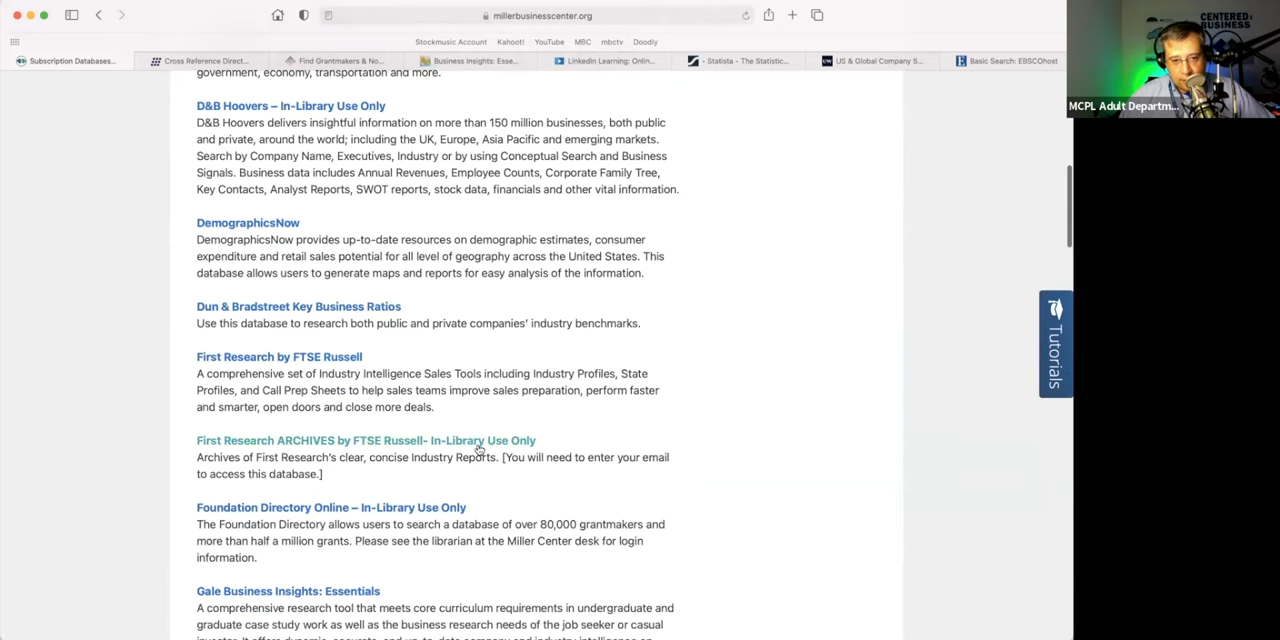 millerbusinesscenter.org
Stockmusic Account Kahoot! YouTube MBC mbctv Doodly
Subscription Databases... Cross Reference Direct... Find Grantmakers & No... Business Insights: Esse... LinkedIn Learning: Onlin... - Statista - The Statistic... US & Global Company S... Basic Search: EBSCOhost
CENTERED:
BUSINESS
MCPL Adult Departm...
government, economy, transportation and more.
D&B Hoovers – In-Library Use Only
D&B Hoovers delivers insightful information on more than 150 million businesses, both public
and private, around the world; including the UK, Europe, Asia Pacific and emerging markets.
Search by Company Name, Executives, Industry or by using Conceptual Search and Business
Signals. Business data includes Annual Revenues, Employee Counts, Corporate Family Tree,
Key Contacts, Analyst Reports, SWOT reports, stock data, financials and other vital information.
DemographicsNow
DemographicsNow provides up-to-date resources on demographic estimates, consumer
expenditure and retail sales potential for all level of geography across the United States. This
database allows users to generate maps and reports for easy analysis of the information.
Dun & Bradstreet Key Business Ratios
Use this database to research both public and private companies’ industry benchmarks.
Tutorials
First Research by FTSE Russell
A comprehensive set of Industry Intelligence Sales Tools including Industry Profiles, State
Profiles, and Call Prep Sheets to help sales teams improve sales preparation, perform faster
and smarter, open doors and close more deals.
First Research ARCHIVES by FTSE Russell- In-Library Use Only
Archives of First Research’s clear, concise Industry Reports. [You will need to enter your email
to access this database.]
Foundation Directory Online – In-Library Use Only
The Foundation Directory allows users to search a database of over 80,000 grantmakers and
more than half a million grants. Please see the librarian at the Miller Center desk for login
information.
Gale Business Insights: Essentials
A comprehensive research tool that meets core curriculum requirements in undergraduate and
graduate case study work as well as the business research needs of the job seeker or casual